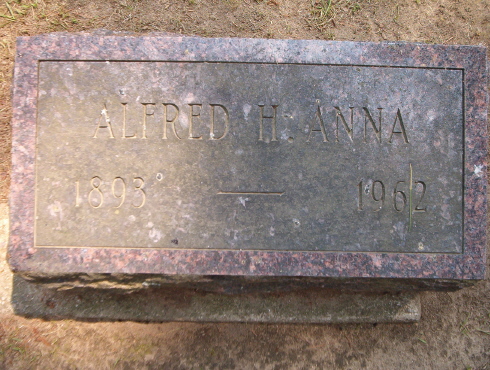 ALFRED H. ANNA
1893 — 1962